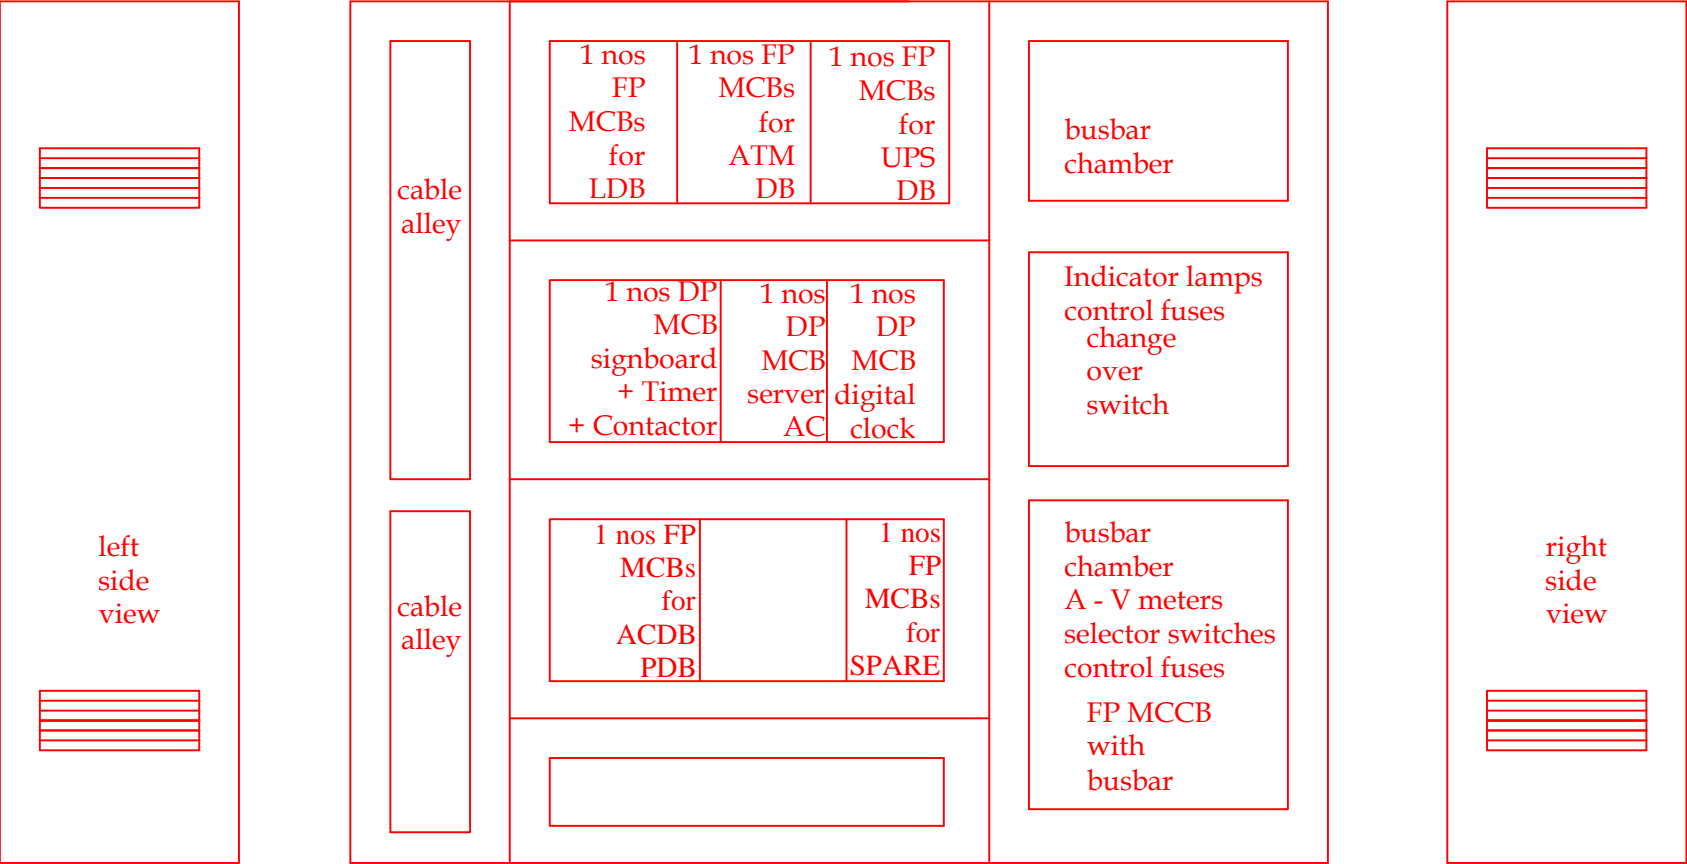 left
side
view
cable
alley
cable
alley
1 nos
FP
MCBs
for
LDB
1 nos FP
MCBs
for
ATM
DB
1 nos FP
MCBs
for
UPS
DB
1 nos DP
MCB
signboard
+ Timer
+ Contactor
1 nos
DP
MCB
server
AC
1 nos
DP
MCB
digital
clock
1 nos FP
MCBs
for
ACDB
PDB
1 nos
FP
MCBs
for
SPARE
busbar
chamber
Indicator lamps
control fuses
change
over
switch
busbar
chamber
A - V meters
selector switches
control fuses
FP MCCB
with
busbar
right
side
view